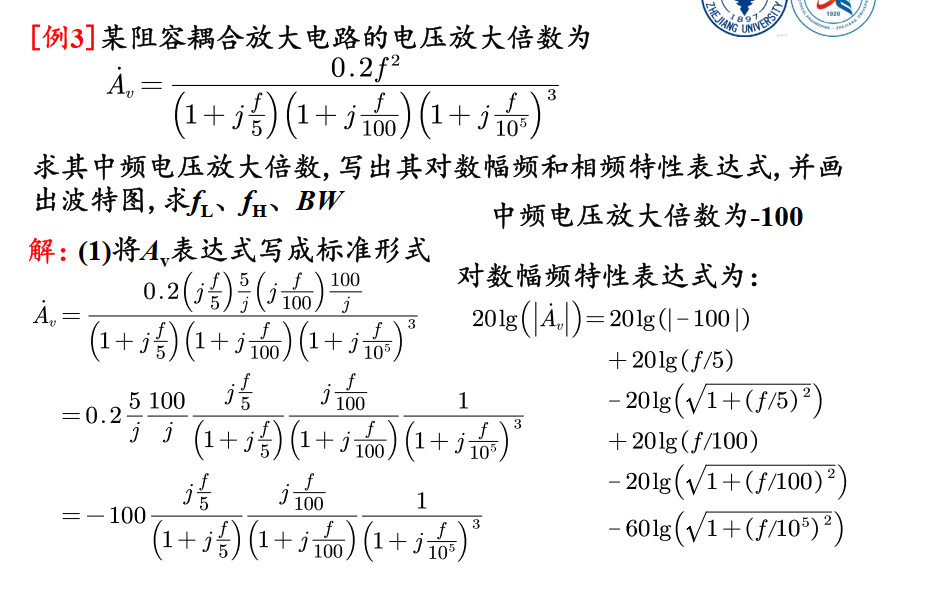 ZHEJIANG UNIVERSITY
1897
1920
[例3]某阻容耦合放大电路的电压放大倍数为
$\dot{A}_v=\frac{0.2f^2}{\left(1+j\frac{f}{5}\right)\left(1+j\frac{f}{100}\right)\left(1+j\frac{f}{10^5}\right)^3}$
求其中频电压放大倍数,写出其对数幅频和相频特性表达式,并画
出波特图,求$f_L$、$f_H$、BW
中频电压放大倍数为-100
解:(1)将$A_v$表达式写成标准形式
$\dot{A}_v=\frac{0.2\left(j\frac{f}{5}\right)\frac{5}{j}\left(j\frac{f}{100}\right)\frac{100}{j}}{\left(1+j\frac{f}{5}\right)\left(1+j\frac{f}{100}\right)\left(1+j\frac{f}{10^5}\right)^3}$
$=0.2\frac{5}{j}\frac{100}{j}\frac{j\frac{f}{5}}{\left(1+j\frac{f}{5}\right)}\frac{j\frac{f}{100}}{\left(1+j\frac{f}{100}\right)}\frac{1}{\left(1+j\frac{f}{10^5}\right)^3}$
$=-100\frac{j\frac{f}{5}}{\left(1+j\frac{f}{5}\right)}\frac{j\frac{f}{100}}{\left(1+j\frac{f}{100}\right)}\frac{1}{\left(1+j\frac{f}{10^5}\right)^3}$
对数幅频特性表达式为:
$20\lg\left(|\dot{A}_v|\right)=20\lg(|-100|)$
$+20\lg(f/5)$
$-20\lg\left(\sqrt{1+(f/5)^2}\right)$
$+20\lg(f/100)$
$-20\lg\left(\sqrt{1+(f/100)^2}\right)$
$-60\lg\left(\sqrt{1+(f/10^5)^2}\right)$